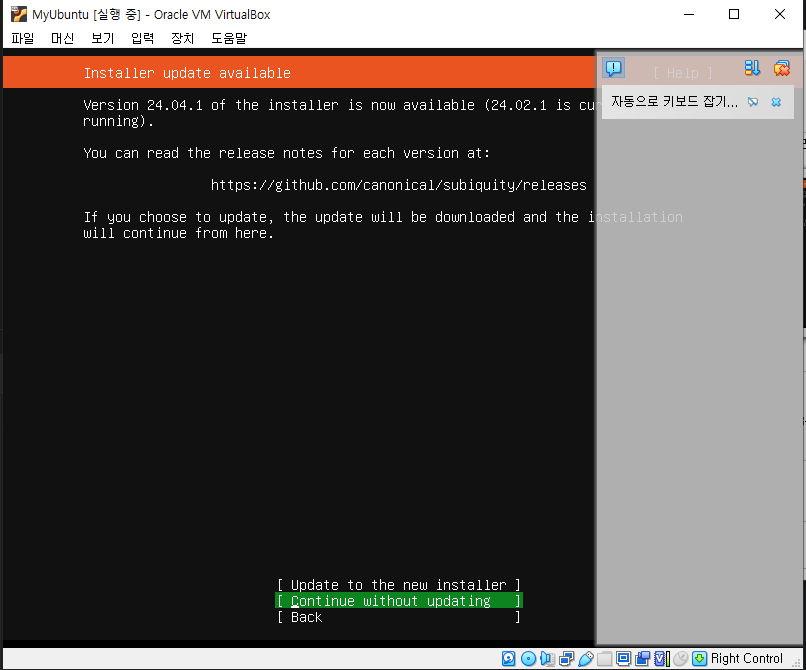 MyUbuntu [실행 중] - Oracle VM VirtualBox
파일 머신 보기 입력 장치 도움말
Installer update available
[ Help ]
자동으로 키보드 잡기...
Version 24.04.1 of the installer is now available (24.02.1 is cu
running).
You can read the release notes for each version at:
https://github.com/canonical/subiquity/releases
If you choose to update, the update will be downloaded and the installation
will continue from here.
[ Update to the new installer ]
[ Continue without updating ]
[ Back ]
Right Control